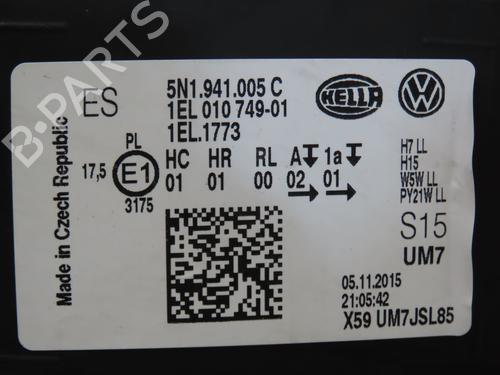 Made in Czech Republic
ES
5N1.941.005 C
1EL 010 749-01
1EL.1773
HELLA
PL
17,5
E1
3175
HC HR RL A 1a
01 01 00 02 01
H7 LL
H15
W5W LL
PY21W LL
S15
UM7
05.11.2015
21:05:42
X59 UM7JSL85
B-PARTS